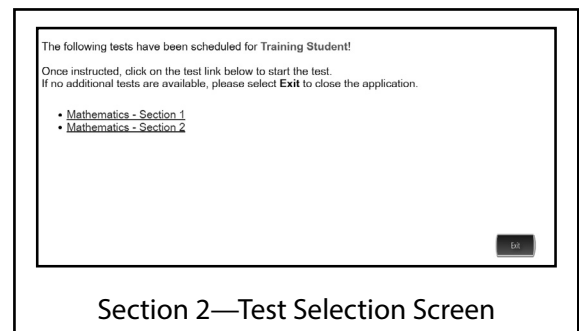 The following tests have been scheduled for Training Student!
Once instructed, click on the test link below to start the test.
If no additional tests are available, please select Exit to close the application.
• Mathematics - Section 1
• Mathematics - Section 2
Exit
Section 2—Test Selection Screen